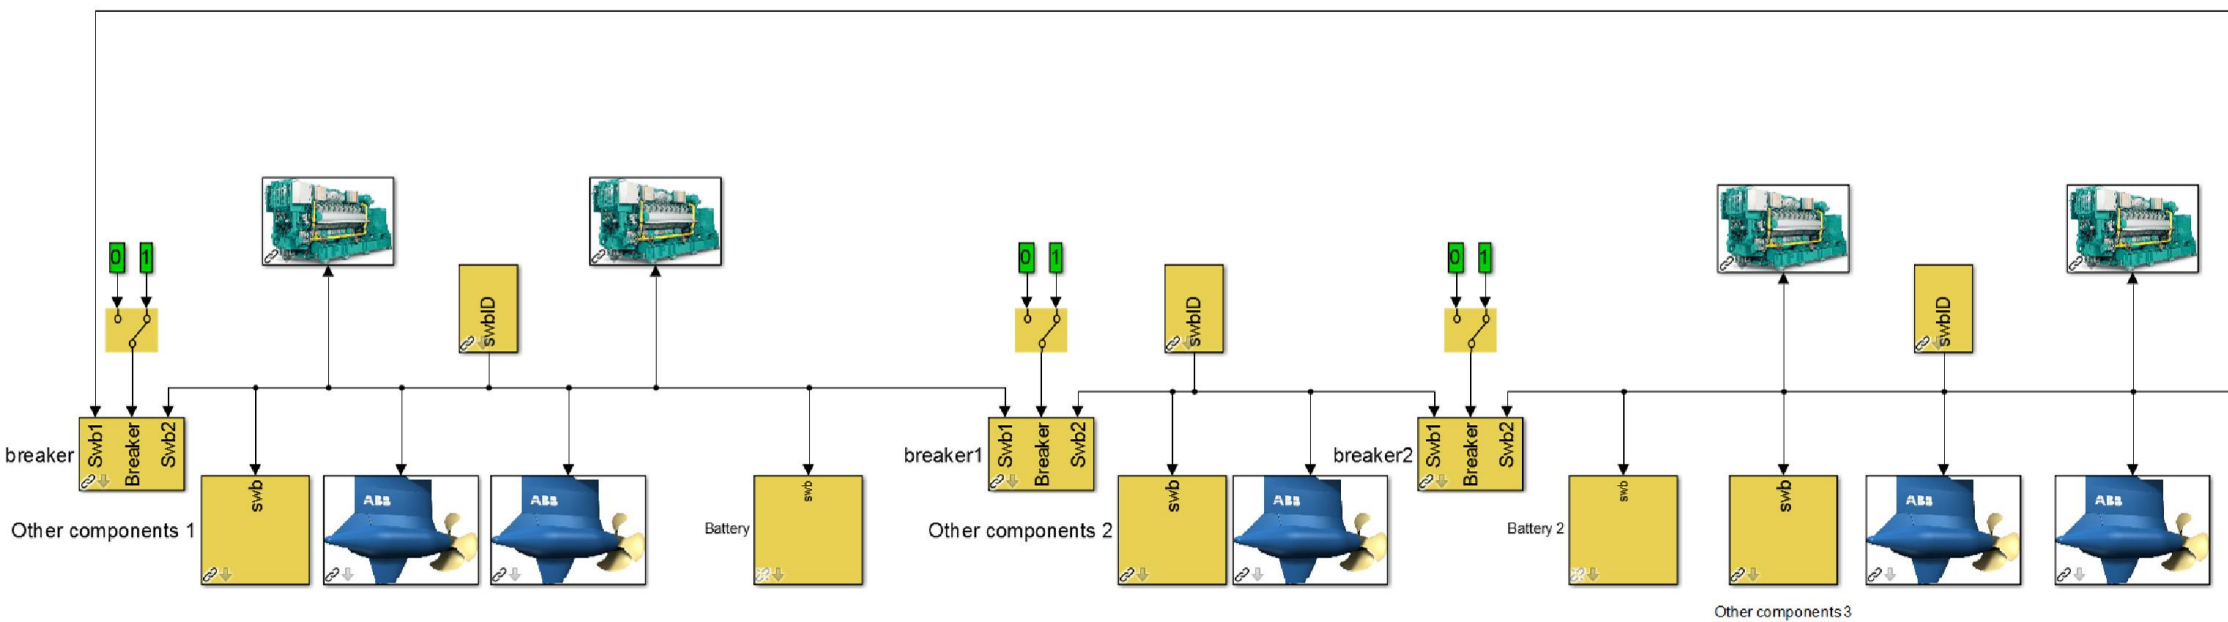 0 1
swbID
0 1
swbID
0 1
swbID
breaker
Swb1
Breaker
Swb2
breaker1
Swb1
Breaker
Swb2
breaker2
Swb1
Breaker
Swb2
Other components 1
swb
ABB
ABB
Battery
swb
Other components 2
swb
ABB
Battery 2
swb
swb
ABB
ABB
Other components 3